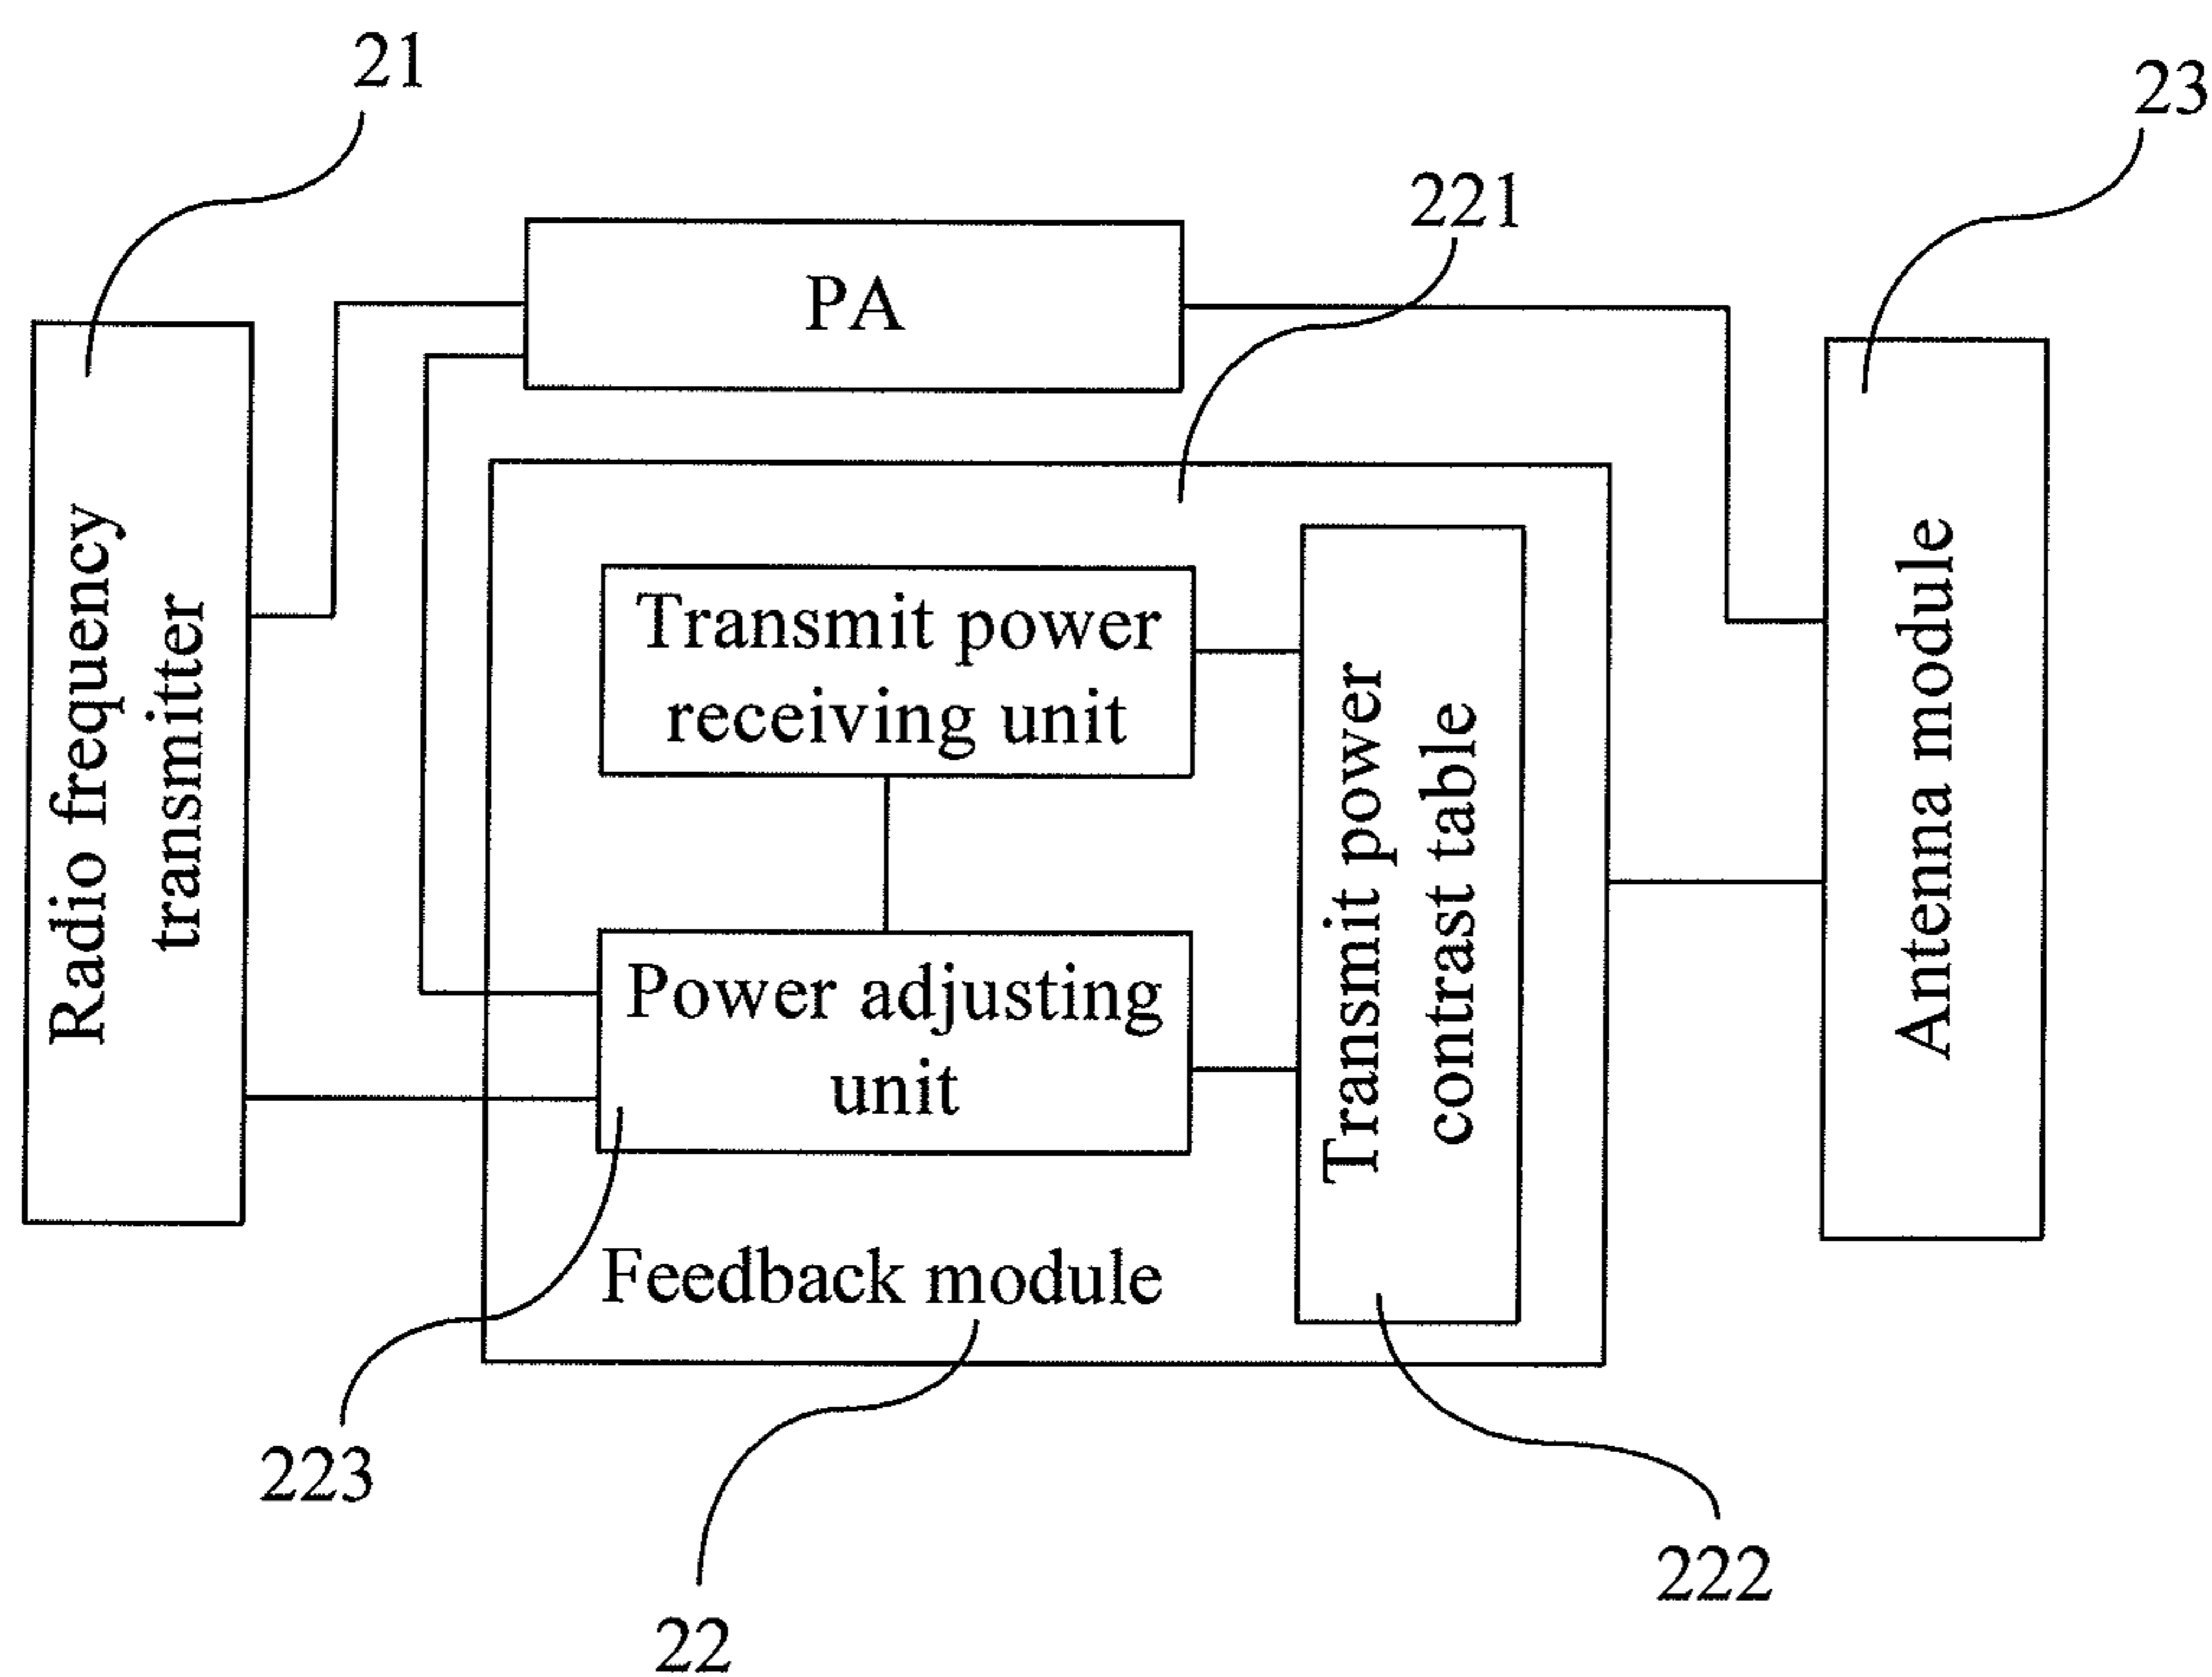 21
23
221
PA
Radio frequency
transmitter
Transmit power
receiving unit
Transmit power
contrast table
Antenna module
Power adjusting
unit
Feedback module
223
222
22